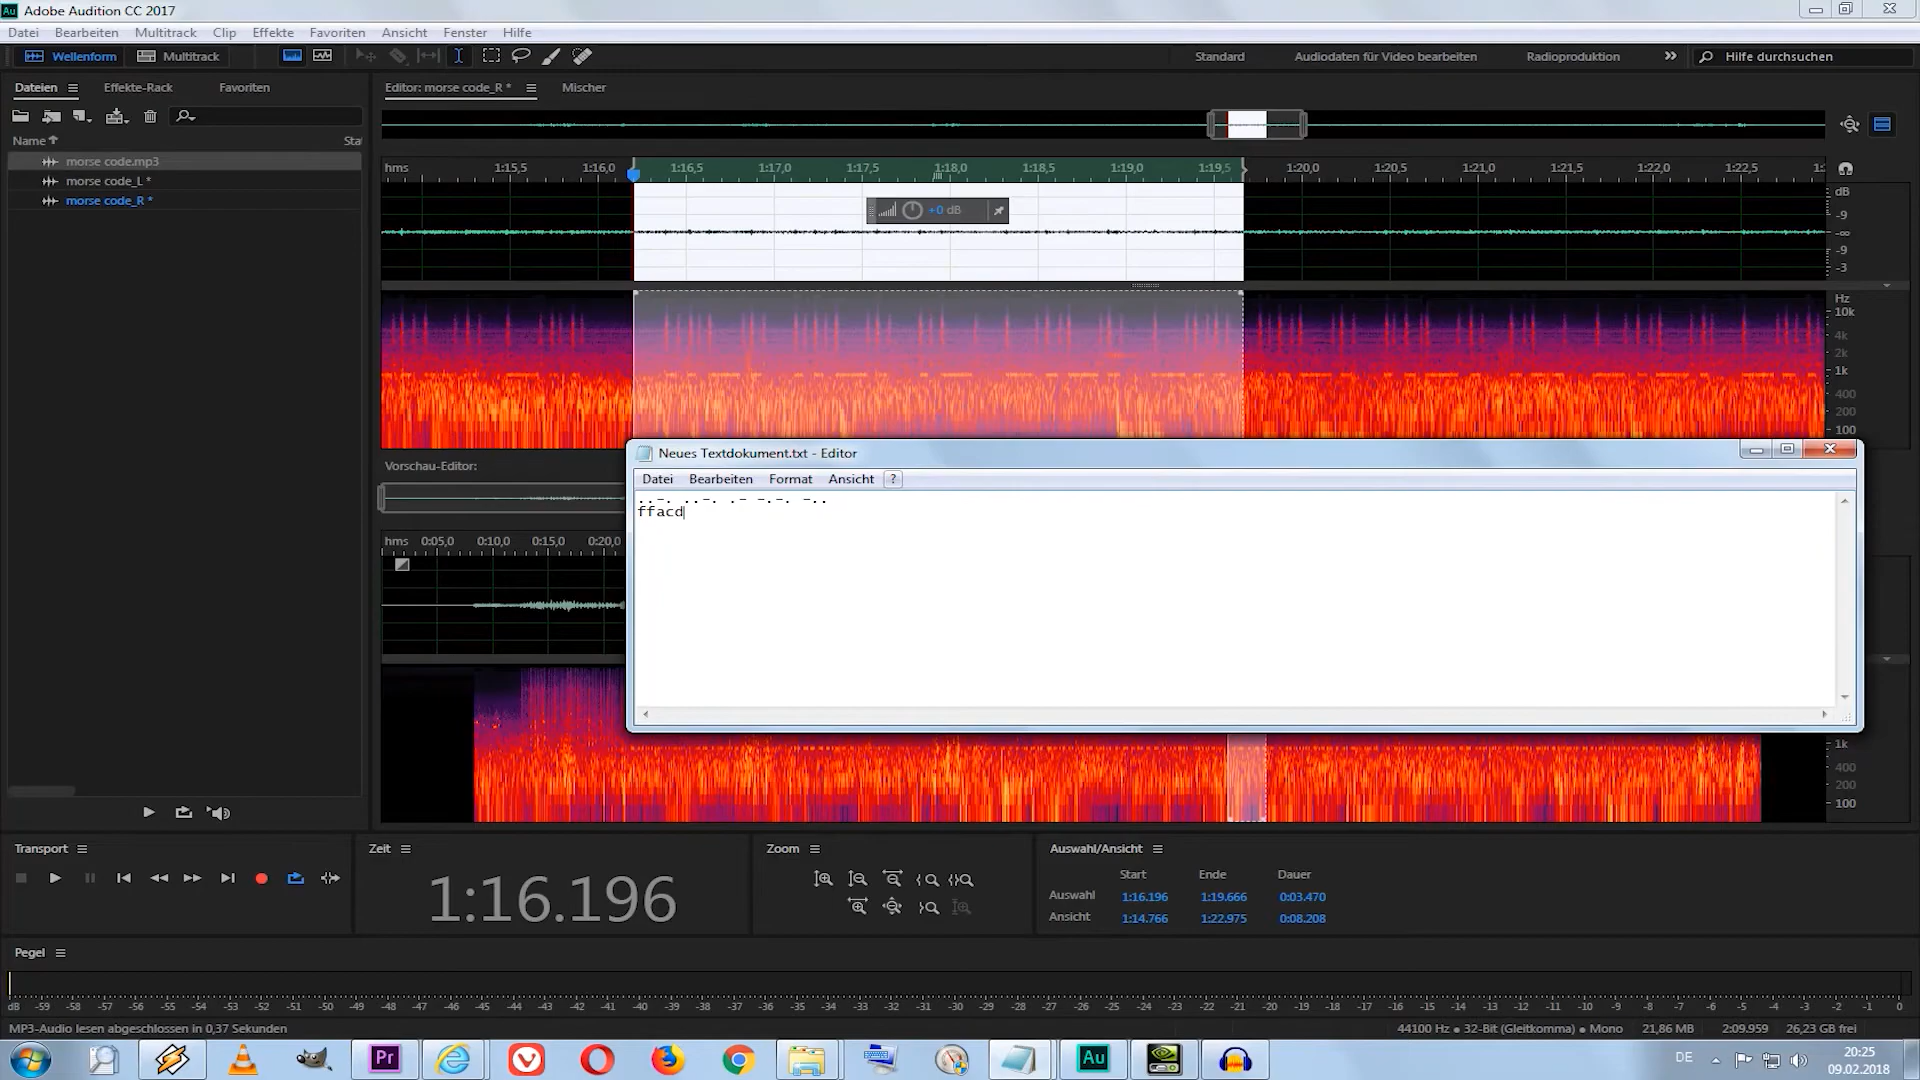 Au Adobe Audition CC 2017
Datei Bearbeiten Multitrack Clip Effekte Favoriten Ansicht Fenster Hilfe
Wellenform Multitrack Standard Audiodaten für Video bearbeiten Radioproduktion Hilfe durchsuchen
Dateien Effekte-Rack Favoriten Editor: morse code_R * Mischer
Name Sta
morse code.mp3
morse code_L *
morse code_R *
hms 1:15,5 1:16,0 1:16,5 1:17,0 1:17,5 1:18,0 1:18,5 1:19,0 1:19,5 1:20,0 1:20,5 1:21,0 1:21,5 1:22,0 1:22,5 1:
dB
-9
-∞
-9
-3
+0 dB
Hz
10k
4k
2k
1k
400
200
100
Vorschau-Editor:
Neues Textdokument.txt - Editor
Datei Bearbeiten Format Ansicht ?
..-. ..-. .- -.-. -..
ffacd
hms 0:05,0 0:10,0 0:15,0 0:20,0
1k
400
200
100
Transport Zeit Zoom Auswahl/Ansicht
1:16.196
Start Ende Dauer
Auswahl 1:16.196 1:19.666 0:03.470
Ansicht 1:14.766 1:22.975 0:08.208
Pegel
dB -59 -58 -57 -56 -55 -54 -53 -52 -51 -50 -49 -48 -47 -46 -45 -44 -43 -42 -41 -40 -39 -38 -37 -36 -35 -34 -33 -32 -31 -30 -29 -28 -27 -26 -25 -24 -23 -22 -21 -20 -19 -18 -17 -16 -15 -14 -13 -12 -11 -10 -9 -8 -7 -6 -5 -4 -3 -2 -1 0
MP3-Audio lesen abgeschlossen in 0,37 Sekunden 44100 Hz • 32-Bit (Gleitkomma) • Mono 21,86 MB 2:09.959 26,23 GB frei
Pr Au DE 20:25
09.02.2018